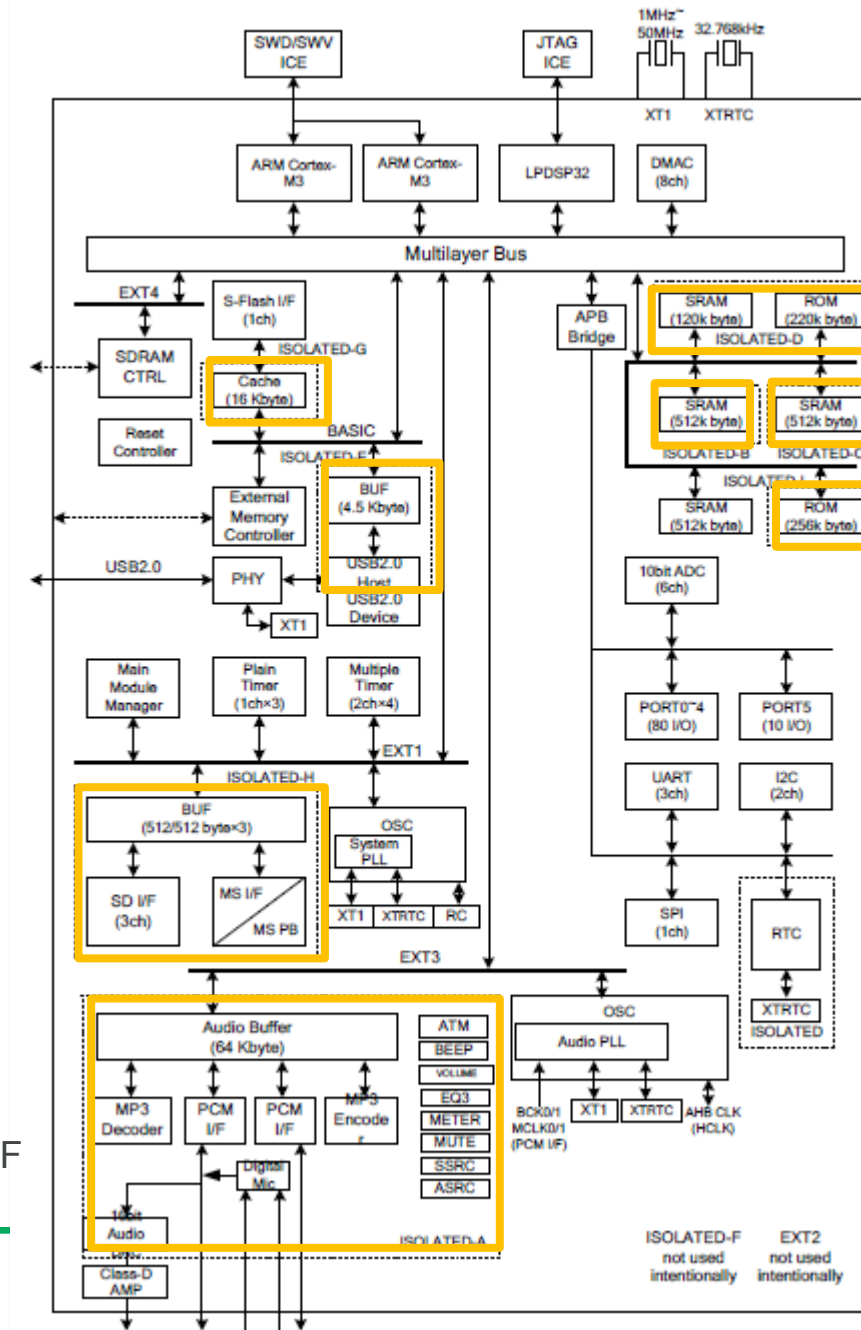 SWD/SWV
ICE
JTAG
ICE
1MHz~
50MHz
32.768kHz
XT1
XTRTC
ARM Cortex-
M3
ARM Cortex-
M3
LPDSP32
DMAC
(8ch)
Multilayer Bus
EXT4
S-Flash I/F
(1ch)
ISOLATED-G
SDRAM
CTRL
Cache
(16 Kbyte)
Reset
Controller
BASIC
ISOLATED-E
BUF
(4.5 Kbyte)
External
Memory
Controller
USB2.0
PHY
USB2.0
Host
USB2.0
Device
XT1
APB
Bridge
SRAM
(120k byte)
ROM
(220k byte)
ISOLATED-D
SRAM
(512k byte)
SRAM
(512k byte)
ISOLATED-B
ISOLATED-C
SRAM
(512k byte)
ROM
(256k byte)
10bit ADC
(6ch)
Main
Module
Manager
Plain
Timer
(1ch×3)
Multiple
Timer
(2ch×4)
PORT0~4
(80 I/O)
PORT5
(10 I/O)
EXT1
ISOLATED-H
BUF
(512/512 byte×3)
SD I/F
(3ch)
MS I/F
MS PB
OSC
System
PLL
XT1
XTRTC
RC
UART
(3ch)
I2C
(2ch)
SPI
(1ch)
RTC
XTRTC
ISOLATED
EXT3
Audio Buffer
(64 Kbyte)
MP3
Decoder
PCM
I/F
PCM
I/F
MP3
Encode
r
ATM
BEEP
VOLUME
EQ3
METER
MUTE
SSRC
ASRC
Digital
Mic
16bit
Audio
DAC
ISOLATED-A
Class-D
AMP
OSC
Audio PLL
BCK0/1
MCLK0/1
(PCM I/F)
XT1
XTRTC
AHB CLK
(HCLK)
F
ISOLATED-F
not used
intentionally
EXT2
not used
intentionally